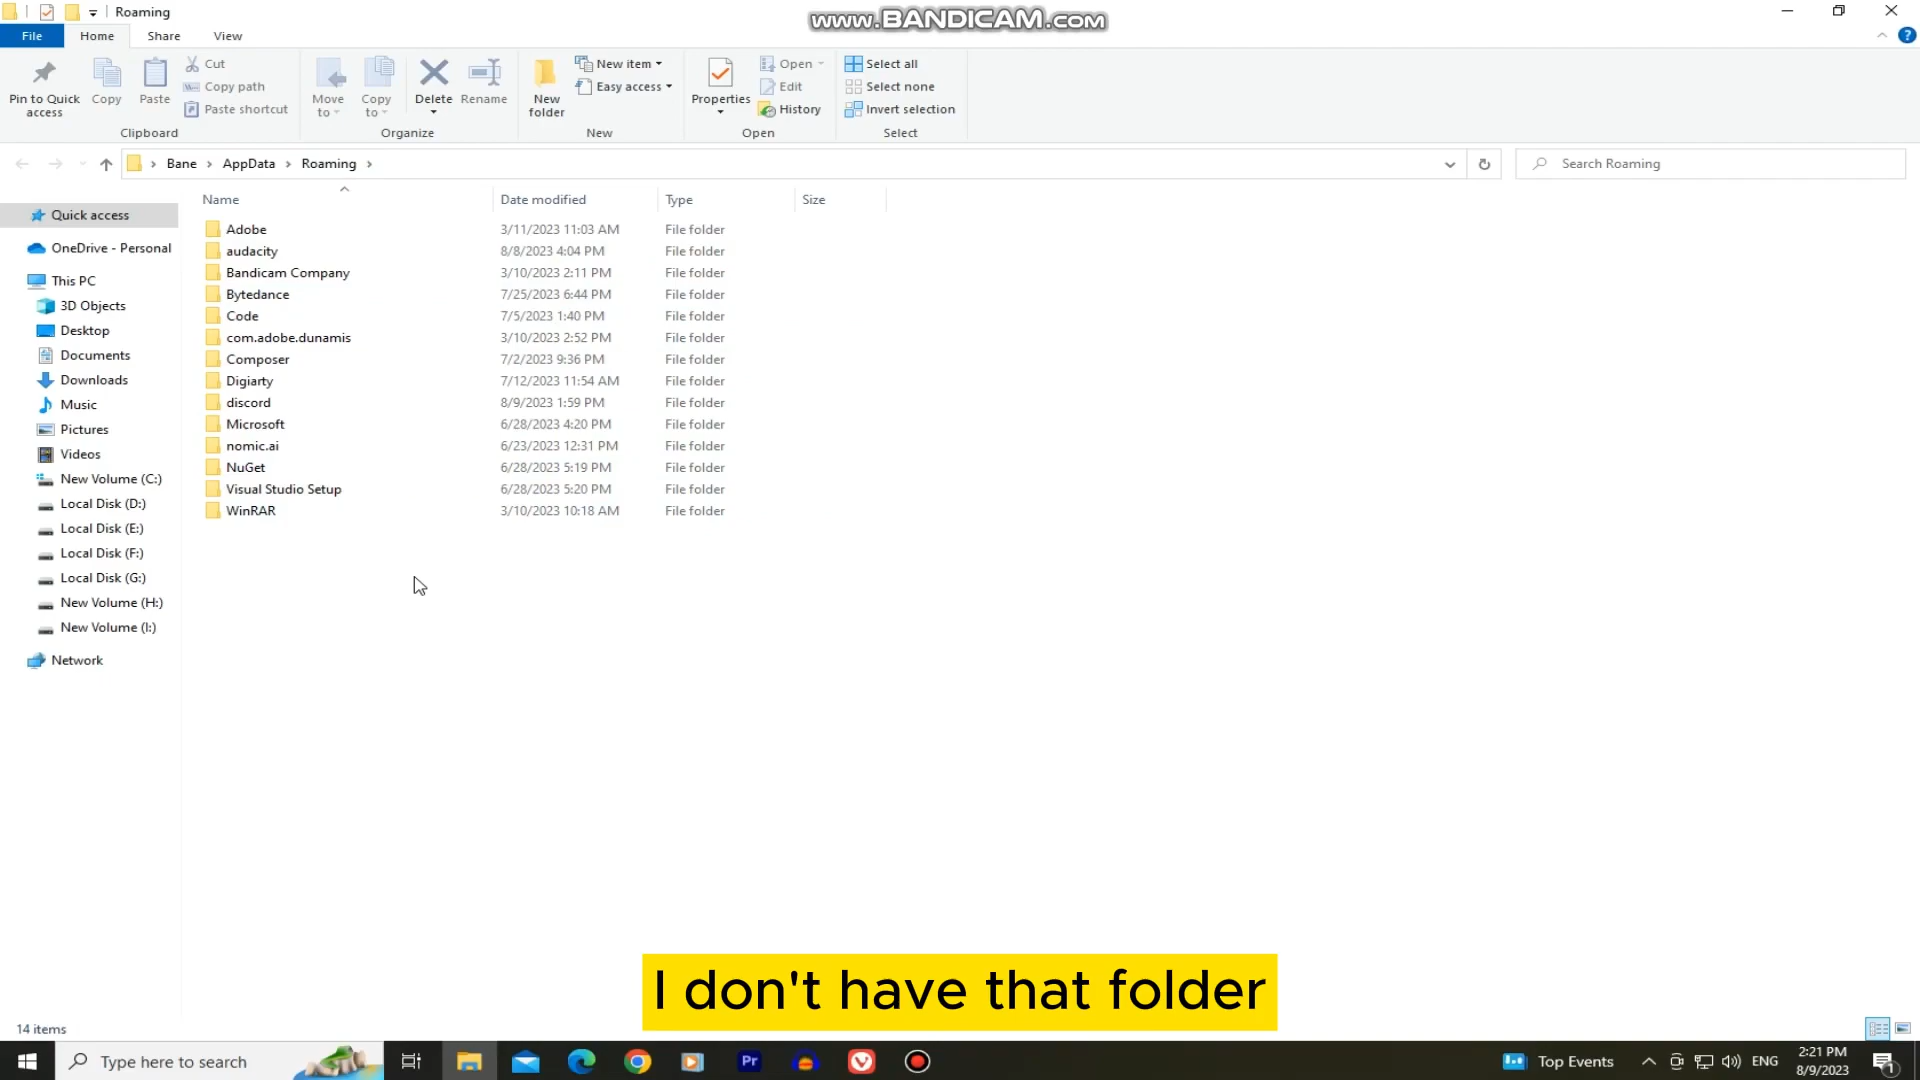 Roaming
www.BANDICAM.com
File
Home
Share
View
Pin to Quick access
Copy
Paste
Cut
Copy path
Paste shortcut
Clipboard
Move to
Copy to
Delete
Rename
Organize
New folder
New item
Easy access
New
Properties
Open
Edit
History
Open
Select all
Select none
Invert selection
Select
Bane > AppData > Roaming >
Search Roaming
Name Date modified Type Size
Quick access
OneDrive - Personal
This PC
3D Objects
Desktop
Documents
Downloads
Music
Pictures
Videos
New Volume (C:)
Local Disk (D:)
Local Disk (E:)
Local Disk (F:)
Local Disk (G:)
New Volume (H:)
New Volume (I:)
Network
Adobe 3/11/2023 11:03 AM File folder
audacity 8/8/2023 4:04 PM File folder
Bandicam Company 3/10/2023 2:11 PM File folder
Bytedance 7/25/2023 6:44 PM File folder
Code 7/5/2023 1:40 PM File folder
com.adobe.dunamis 3/10/2023 2:52 PM File folder
Composer 7/2/2023 9:36 PM File folder
Digiarty 7/12/2023 11:54 AM File folder
discord 8/9/2023 1:59 PM File folder
Microsoft 6/28/2023 4:20 PM File folder
nomic.ai 6/23/2023 12:31 PM File folder
NuGet 6/28/2023 5:19 PM File folder
Visual Studio Setup 6/28/2023 5:20 PM File folder
WinRAR 3/10/2023 10:18 AM File folder
I don't have that folder
14 items
Type here to search
Pr
Top Events
ENG
2:21 PM
8/9/2023
1